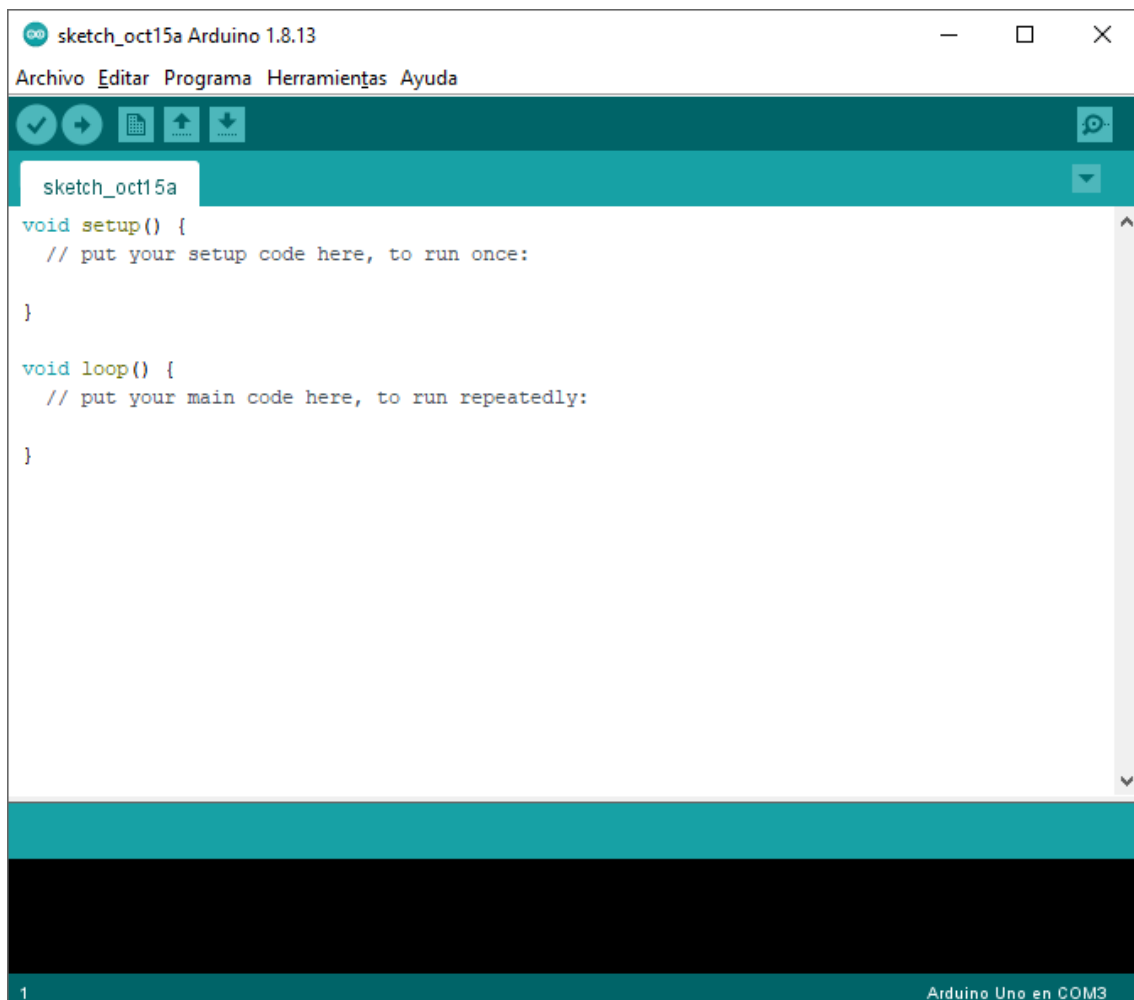 sketch_oct15a Arduino 1.8.13
Archivo Editar Programa Herramientas Ayuda
sketch_oct15a
void setup() {
  // put your setup code here, to run once:
}
void loop() {
  // put your main code here, to run repeatedly:
}
1
Arduino Uno en COM3